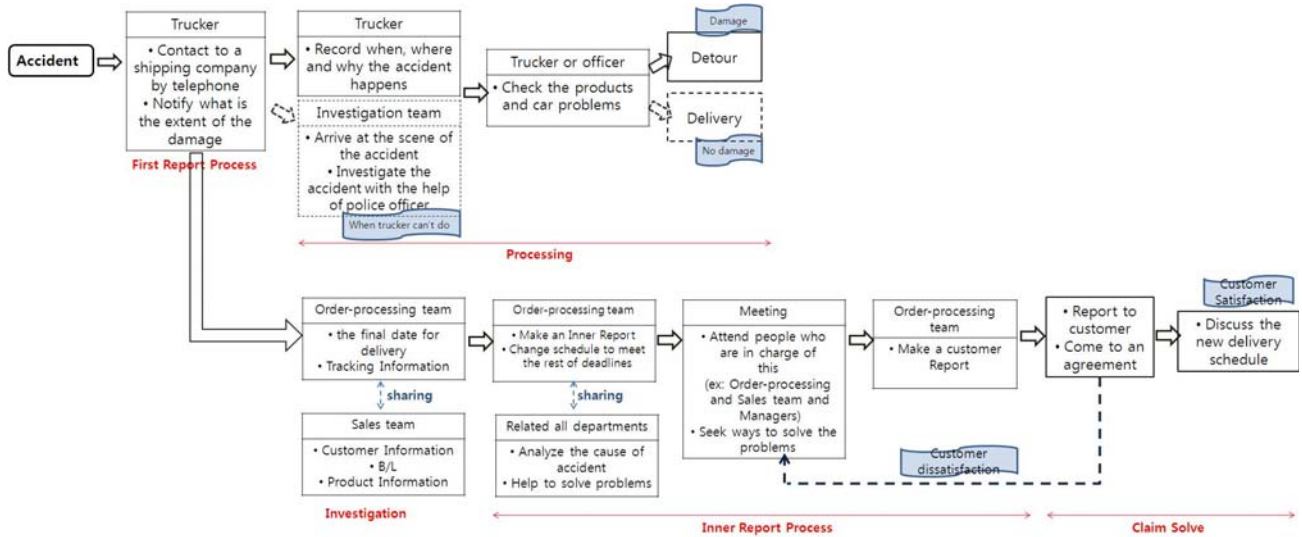 Accident
Trucker
• Contact to a
shipping company
by telephone
• Notify what is
the extent of the
damage
First Report Process
Trucker
• Record when, where
and why the accident
happens
Investigation team
• Arrive at the scene of
the accident
• Investigate the
accident with the help
of police officer
When trucker can't do
Trucker or officer
• Check the products
and car problems
Damage
Detour
Delivery
No damage
Processing
Order-processing team
• the final date for
delivery
• Tracking Information
sharing
Sales team
• Customer Information
• B/L
• Product Information
Investigation
Order-processing team
• Make an Inner Report
• Change schedule to meet
the rest of deadlines
sharing
Related all departments
• Analyze the cause of
accident
• Help to solve problems
Meeting
• Attend people who
are in charge of
this
(ex: Order-processing
and Sales team and
Managers)
• Seek ways to solve the
problems
Order-processing
team
• Make a customer
Report
Customer
dissatisfaction
Inner Report Process
• Report to
customer
• Come to an
agreement
Customer
Satisfaction
• Discuss the
new delivery
schedule
Claim Solve